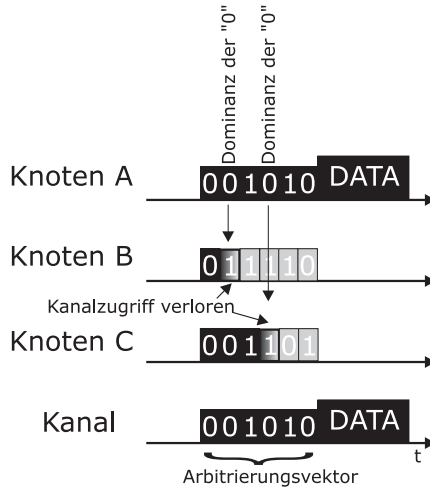 Dominanz der "0"
Dominanz der "0"
Knoten A 001010 DATA
Knoten B 011110
Kanalzugriff verloren
Knoten C 001101
Kanal 001010 DATA
t
Arbitrierungsvektor